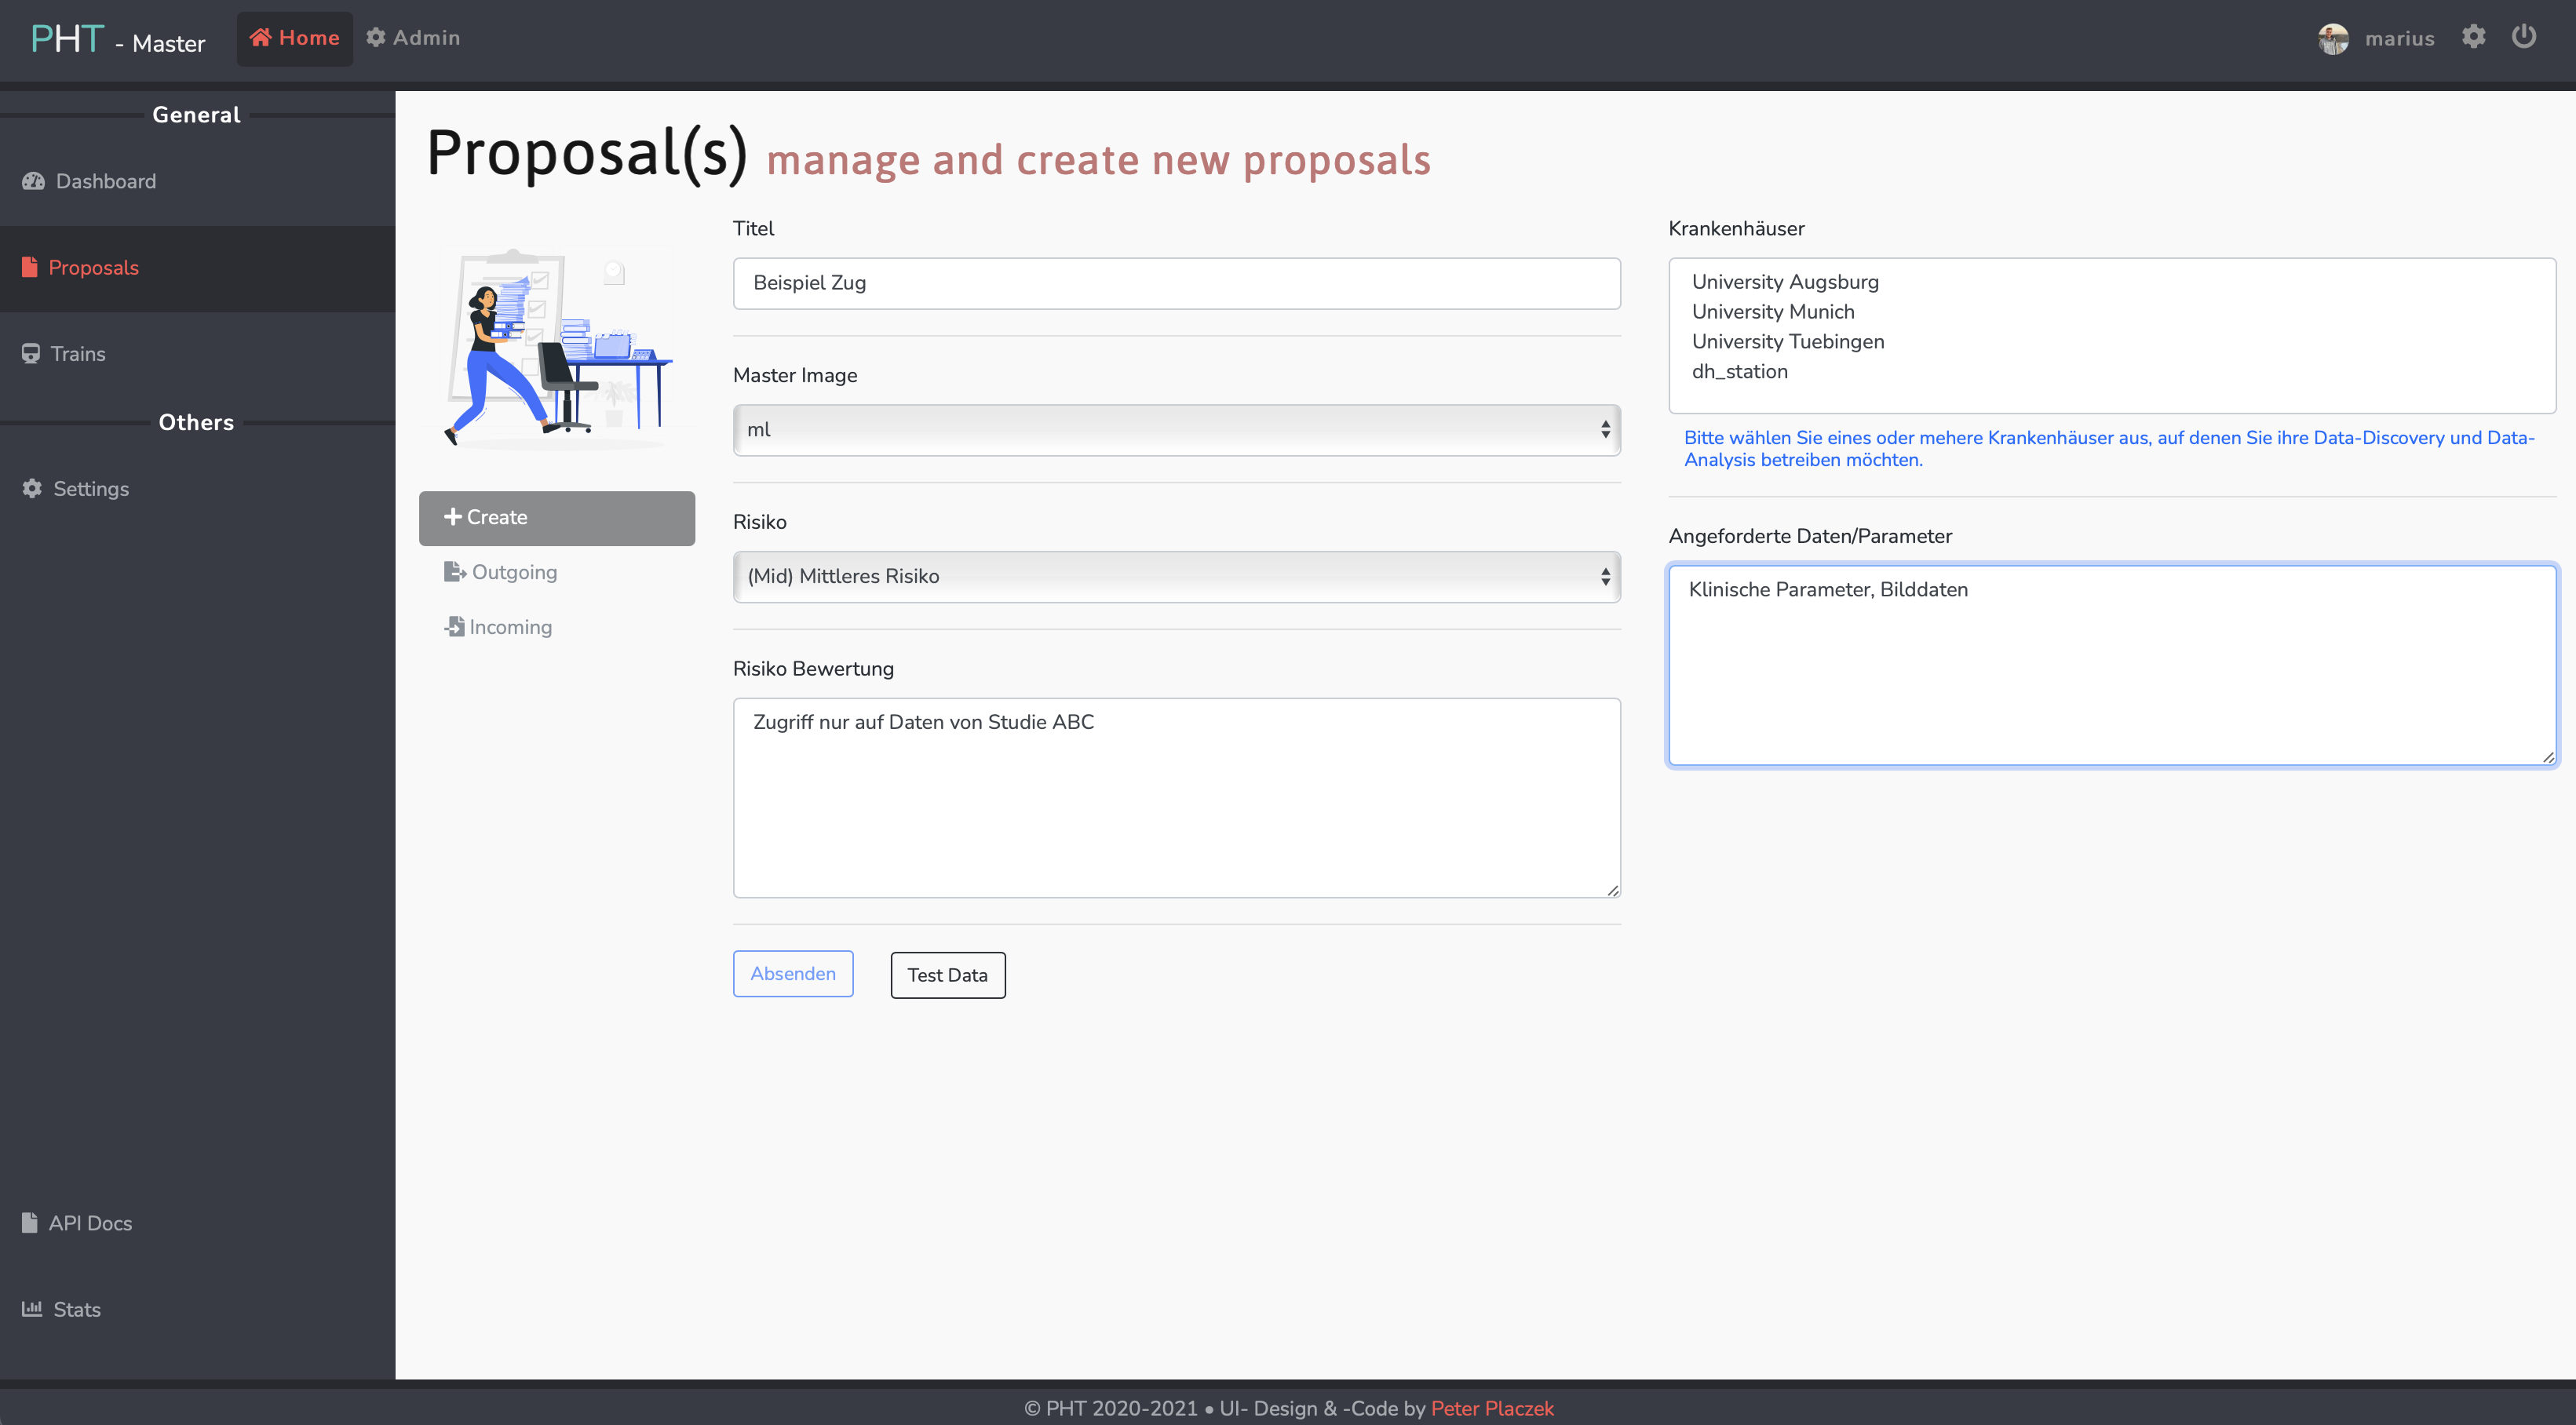 PHT - Master Home Admin marius
General
Dashboard
Proposals
Trains
Others
Settings
API Docs
Stats
Proposal(s) manage and create new proposals
Create
Outgoing
Incoming
Titel
Beispiel Zug
Master Image
ml
Risiko
(Mid) Mittleres Risiko
Risiko Bewertung
Zugriff nur auf Daten von Studie ABC
Absenden Test Data
Krankenhäuser
University Augsburg
University Munich
University Tuebingen
dh_station
Bitte wählen Sie eines oder mehere Krankenhäuser aus, auf denen Sie ihre Data-Discovery und Data-
Analysis betreiben möchten.
Angeforderte Daten/Parameter
Klinische Parameter, Bilddaten
© PHT 2020-2021 • UI- Design & -Code by Peter Placzek